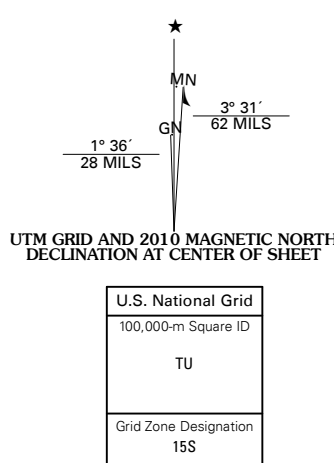 ★
MN
3° 31´
62 MILS
GN
1° 36´
28 MILS
UTM GRID AND 2010 MAGNETIC NORTH
DECLINATION AT CENTER OF SHEET
U.S. National Grid
100,000-m Square ID
TU
Grid Zone Designation
15S